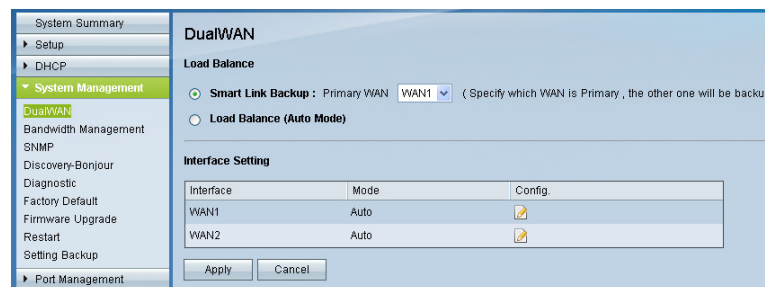 System Summary
Setup
DHCP
System Management
DualWAN
Bandwidth Management
SNMP
Discovery-Bonjour
Diagnostic
Factory Default
Firmware Upgrade
Restart
Setting Backup
Port Management
DualWAN
Load Balance
Smart Link Backup : Primary WAN WAN1 ( Specify which WAN is Primary , the other one will be backu
Load Balance (Auto Mode)
Interface Setting
Interface Mode Config.
WAN1 Auto
WAN2 Auto
Apply Cancel